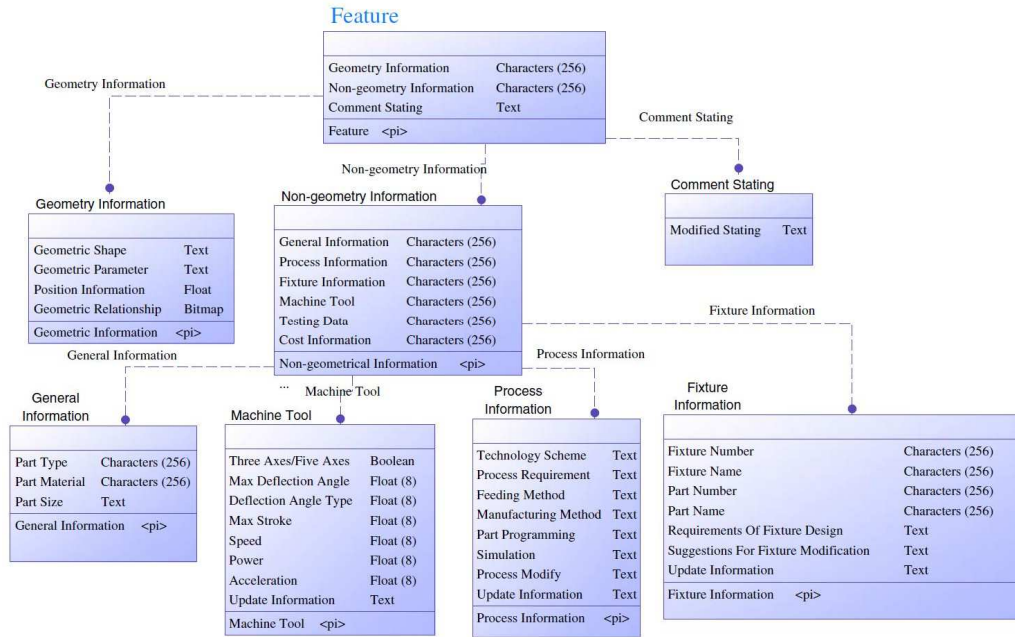 Feature
Geometry Information Characters (256)
Non-geometry Information Characters (256)
Comment Stating Text
Feature <pi>
Geometry Information
Comment Stating
Non-geometry Information
Geometry Information
Geometric Shape Text
Geometric Parameter Text
Position Information Float
Geometric Relationship Bitmap
Geometric Information <pi>
Non-geometry Information
General Information Characters (256)
Process Information Characters (256)
Fixture Information Characters (256)
Machine Tool Characters (256)
Testing Data Characters (256)
Cost Information Characters (256)
Non-geometrical Information <pi>
...
Comment Stating
Modified Stating Text
General Information
Machine Tool
Process Information
Fixture Information
General
Information
Part Type Characters (256)
Part Material Characters (256)
Part Size Text
General Information <pi>
Machine Tool
Three Axes/Five Axes Boolean
Max Deflection Angle Float (8)
Deflection Angle Type Float (8)
Max Stroke Float (8)
Speed Float (8)
Power Float (8)
Acceleration Float (8)
Update Information Text
Machine Tool <pi>
Process
Information
Technology Scheme Text
Process Requirement Text
Feeding Method Text
Manufacturing Method Text
Part Programming Text
Simulation Text
Process Modify Text
Update Information Text
Process Information <pi>
Fixture
Information
Fixture Number Characters (256)
Fixture Name Characters (256)
Part Number Characters (256)
Part Name Characters (256)
Requirements Of Fixture Design Text
Suggestions For Fixture Modification Text
Update Information Text
Fixture Information <pi>